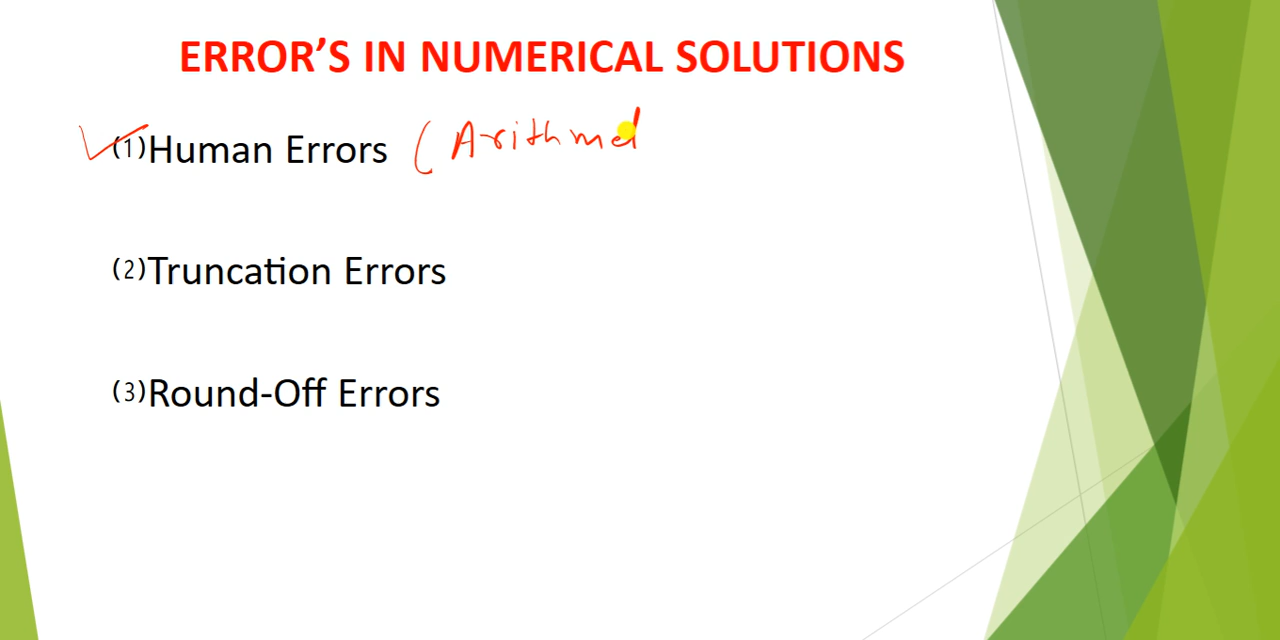 ERROR’S IN NUMERICAL SOLUTIONS
(1)Human Errors (Arithmet
(2)Truncation Errors
(3)Round-Off Errors